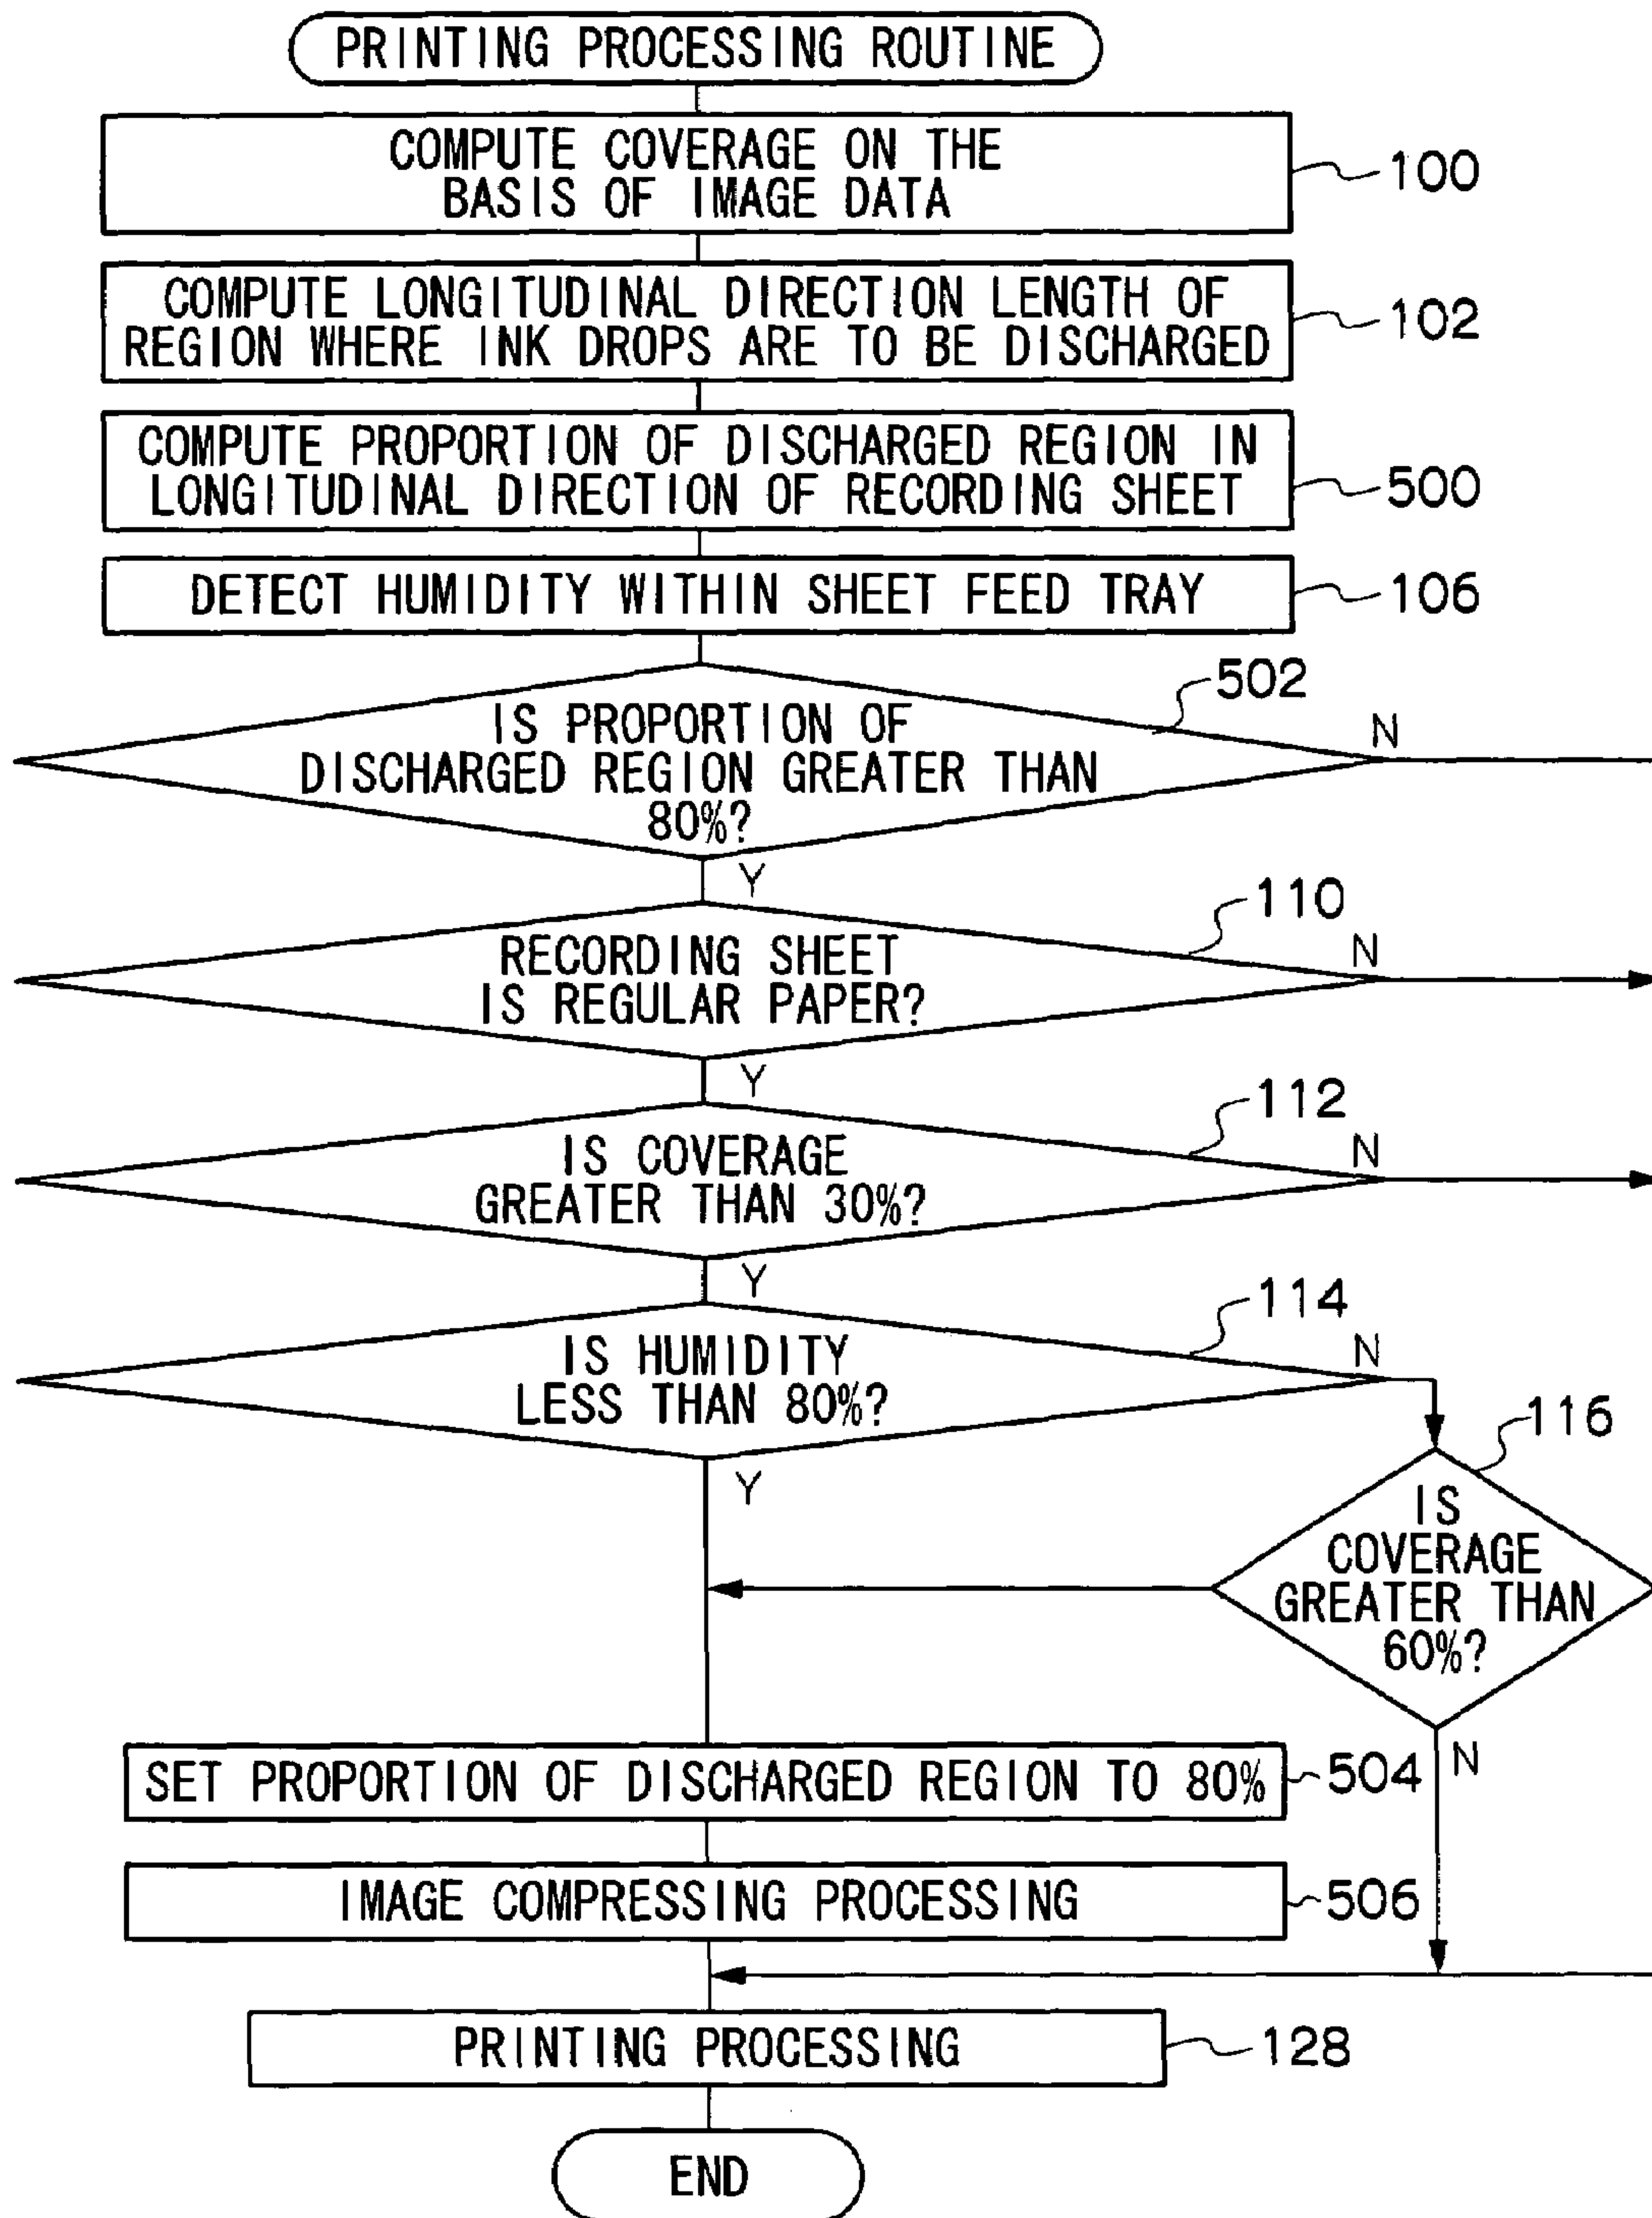 PRINTING PROCESSING ROUTINE
COMPUTE COVERAGE ON THE
BASIS OF IMAGE DATA
100
COMPUTE LONGITUDINAL DIRECTION LENGTH OF
REGION WHERE INK DROPS ARE TO BE DISCHARGED
102
COMPUTE PROPORTION OF DISCHARGED REGION IN
LONGITUDINAL DIRECTION OF RECORDING SHEET
500
DETECT HUMIDITY WITHIN SHEET FEED TRAY
106
502
IS PROPORTION OF
DISCHARGED REGION GREATER THAN
80%?
N
Y
110
RECORDING SHEET
IS REGULAR PAPER?
N
Y
112
IS COVERAGE
GREATER THAN 30%?
N
Y
114
IS HUMIDITY
LESS THAN 80%?
N
Y
116
IS
COVERAGE
GREATER THAN
60%?
N
SET PROPORTION OF DISCHARGED REGION TO 80%
504
IMAGE COMPRESSING PROCESSING
506
PRINTING PROCESSING
128
END